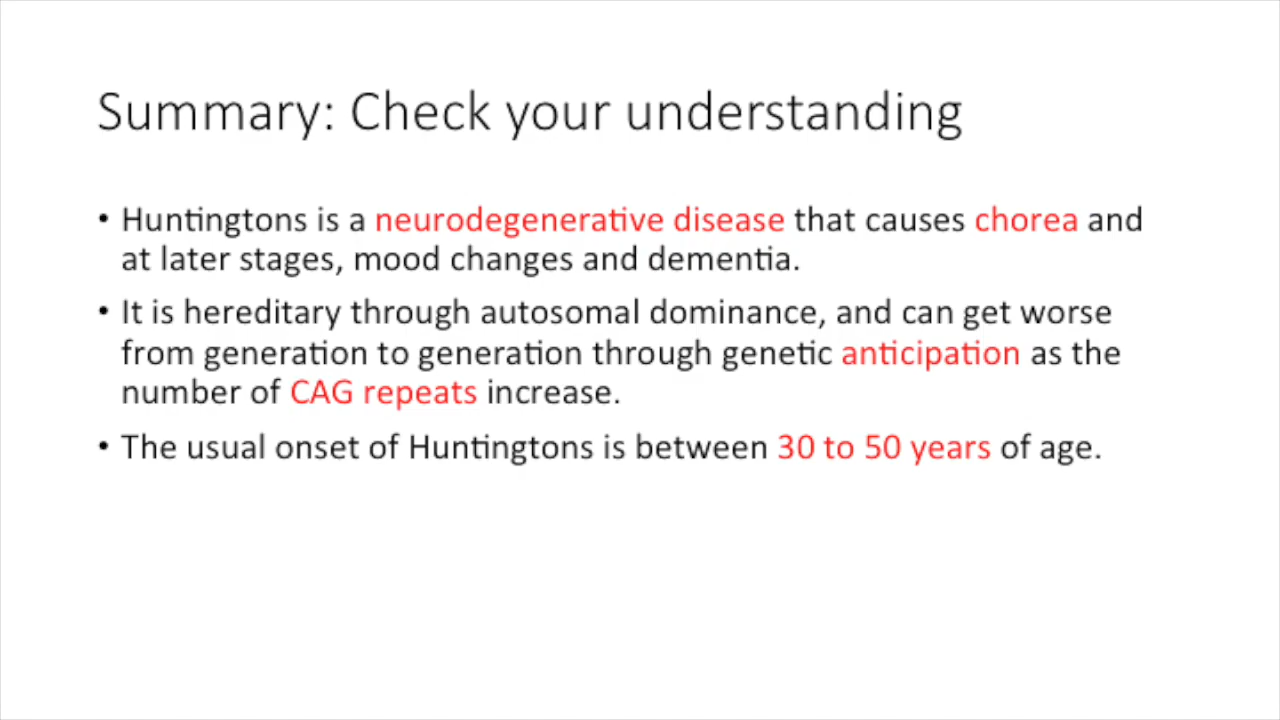 Summary: Check your understanding
• Huntingtons is a neurodegenerative disease that causes chorea and
at later stages, mood changes and dementia.
• It is hereditary through autosomal dominance, and can get worse
from generation to generation through genetic anticipation as the
number of CAG repeats increase.
• The usual onset of Huntingtons is between 30 to 50 years of age.